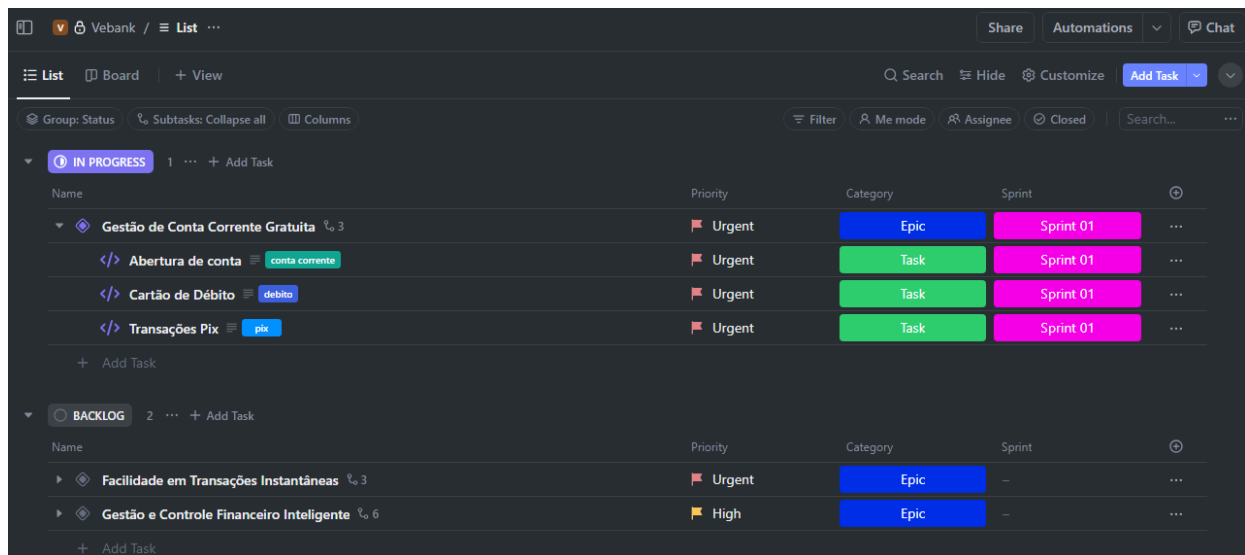 V Vebank / List ...
Share Automations Chat
List Board + View
Search Hide Customize Add Task
Group: Status Subtasks: Collapse all Columns
Filter Me mode Assignee Closed Search... ...
IN PROGRESS 1 ... + Add Task
Name Priority Category Sprint
Gestão de Conta Corrente Gratuita 3 Urgent Epic Sprint 01 ...
</> Abertura de conta conta corrente Urgent Task Sprint 01 ...
</> Cartão de Débito debito Urgent Task Sprint 01 ...
</> Transações Pix pix Urgent Task Sprint 01 ...
+ Add Task
BACKLOG 2 ... + Add Task
Name Priority Category Sprint
Facilidade em Transações Instantâneas 3 Urgent Epic – ...
Gestão e Controle Financeiro Inteligente 6 High Epic – ...
+ Add Task